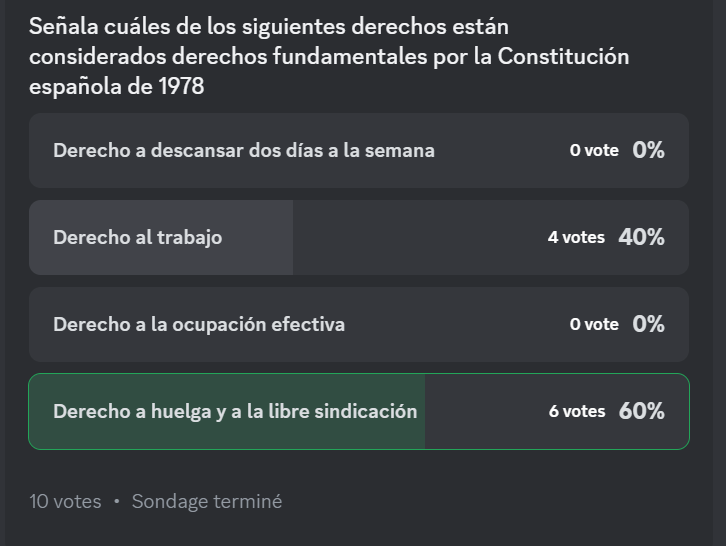 Señala cuáles de los siguientes derechos están
considerados derechos fundamentales por la Constitución
española de 1978
Derecho a descansar dos días a la semana 0 vote 0%
Derecho al trabajo 4 votes 40%
Derecho a la ocupación efectiva 0 vote 0%
Derecho a huelga y a la libre sindicación 6 votes 60%
10 votes • Sondage terminé